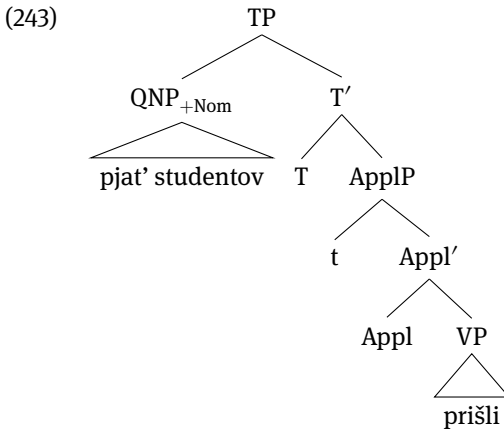 (243) TP
QNP+Nom T′
pjat’ studentov T ApplP
t Appl′
Appl VP
prišli